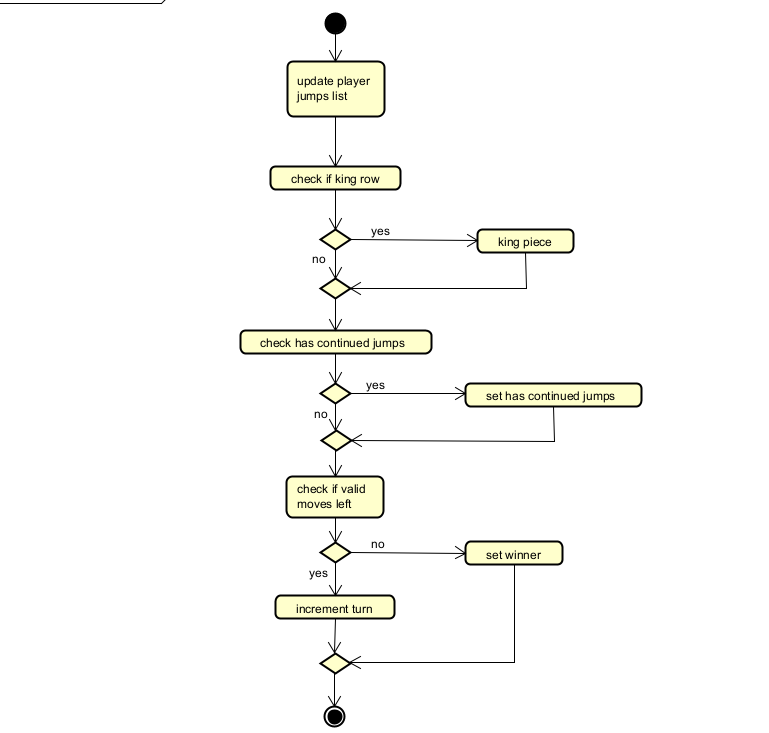 update player
jumps list
check if king row
yes
king piece
no
check has continued jumps
yes
set has continued jumps
no
check if valid
moves left
no
set winner
yes
increment turn